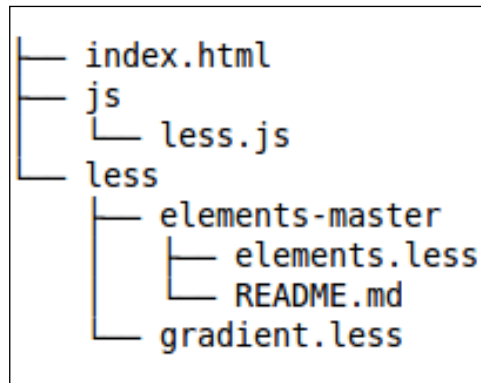 ├── index.html
├── js
│   └── less.js
└── less
    ├── elements-master
    │   ├── elements.less
    │   └── README.md
    └── gradient.less